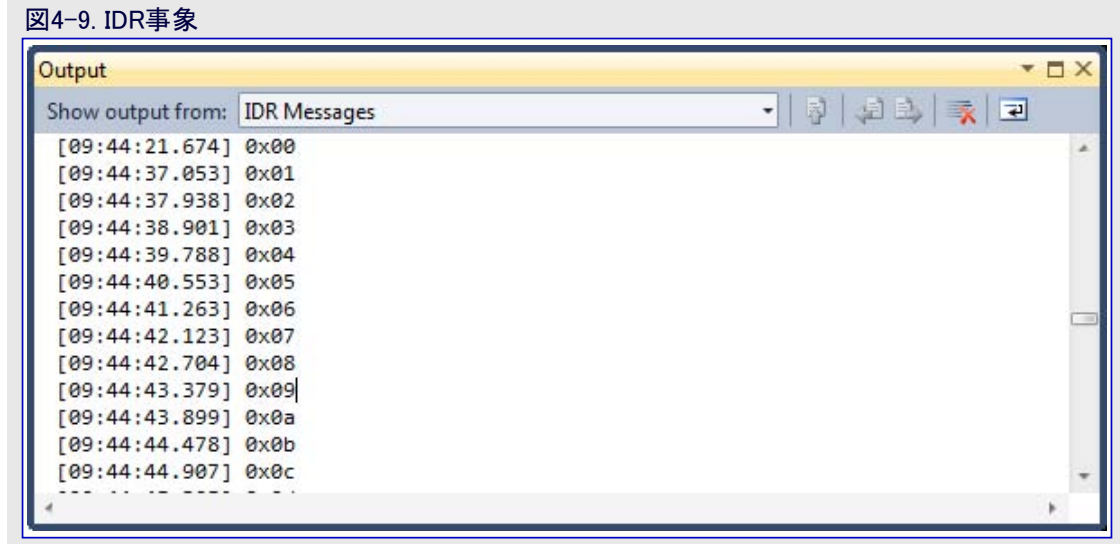 図4-9. IDR事象
Output
Show output from: IDR Messages
[09:44:21.674] 0x00
[09:44:37.053] 0x01
[09:44:37.938] 0x02
[09:44:38.901] 0x03
[09:44:39.788] 0x04
[09:44:40.553] 0x05
[09:44:41.263] 0x06
[09:44:42.123] 0x07
[09:44:42.704] 0x08
[09:44:43.379] 0x09
[09:44:43.899] 0x0a
[09:44:44.478] 0x0b
[09:44:44.907] 0x0c